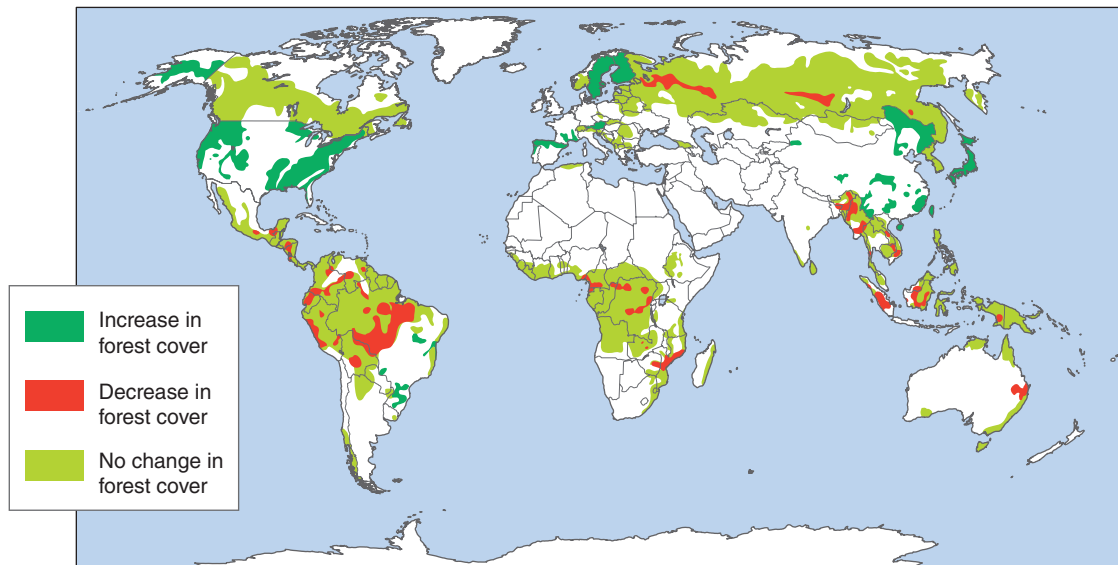 Increase in
forest cover
Decrease in
forest cover
No change in
forest cover